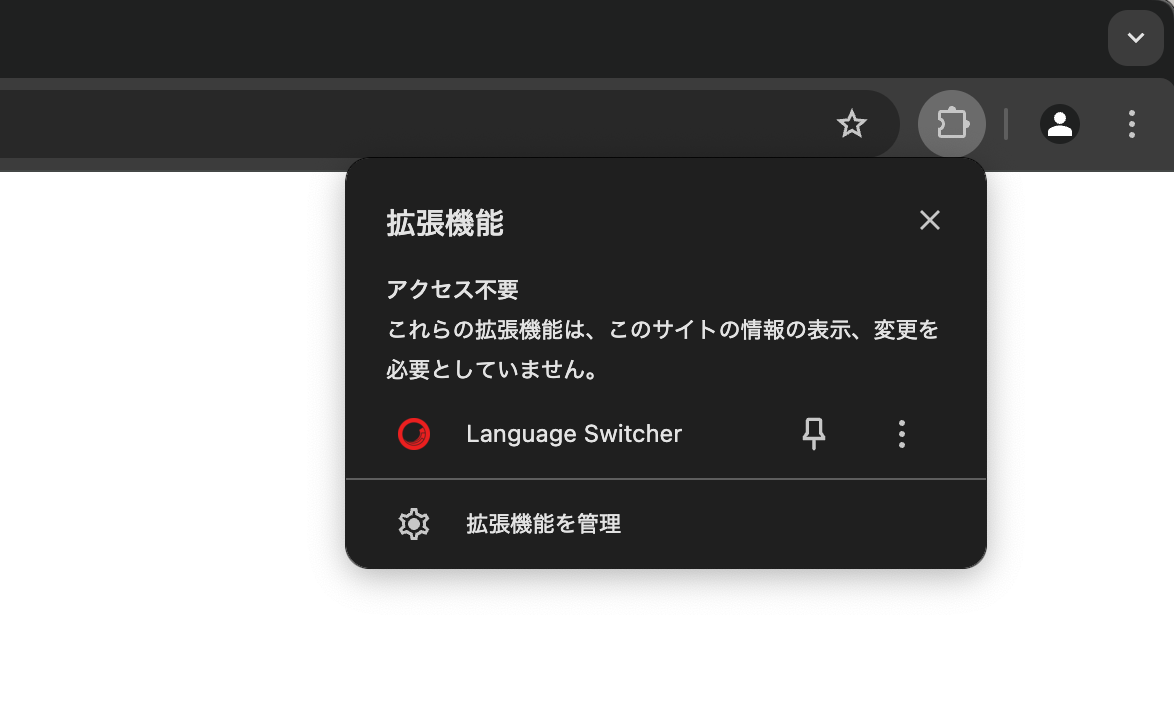 拡張機能
アクセス不要
これらの拡張機能は、このサイトの情報の表示、変更を
必要としていません。
Language Switcher
拡張機能を管理